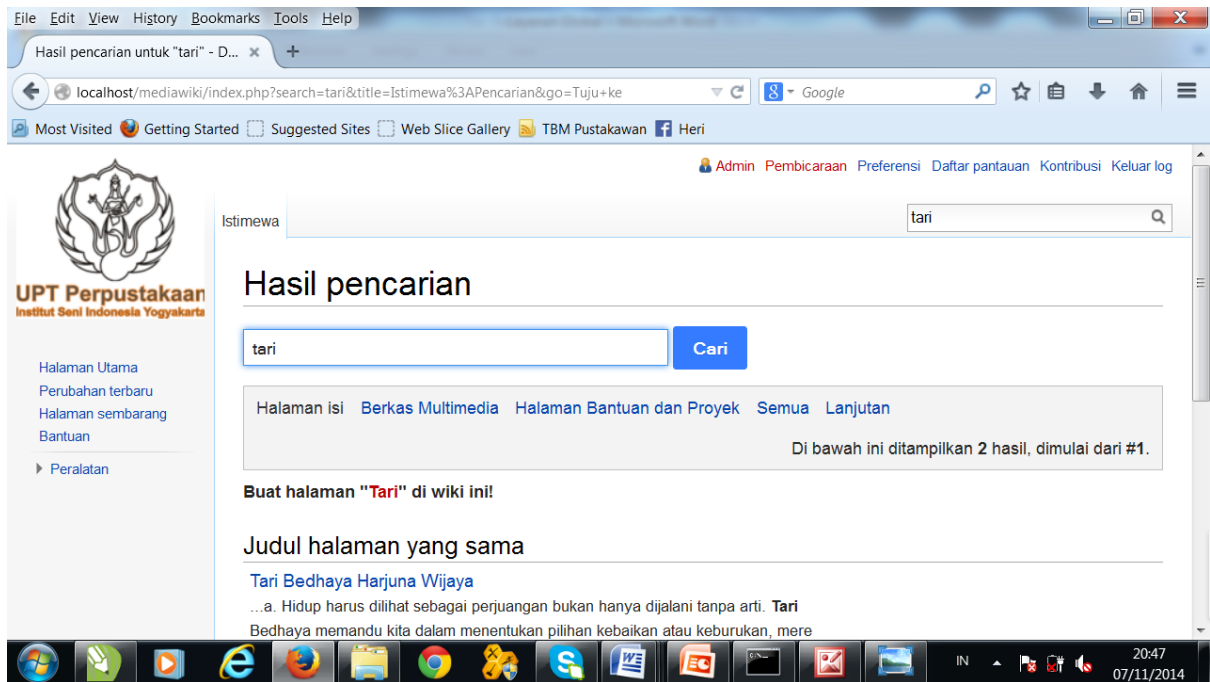 File Edit View History Bookmarks Tools Help
Hasil pencarian untuk "tari" - D... × +
localhost/mediawiki/index.php?search=tari&title=Istimewa%3APencarian&go=Tuju+ke
8 Google
Most Visited Getting Started Suggested Sites Web Slice Gallery TBM Pustakawan Heri
Admin Pembicaraan Preferensi Daftar pantauan Kontribusi Keluar log
Istimewa
tari
UPT Perpustakaan
Institut Seni Indonesia Yogyakarta
Halaman Utama
Perubahan terbaru
Halaman sembarang
Bantuan
Peralatan
Hasil pencarian
tari
Cari
Halaman isi Berkas Multimedia Halaman Bantuan dan Proyek Semua Lanjutan
Di bawah ini ditampilkan 2 hasil, dimulai dari #1.
Buat halaman "Tari" di wiki ini!
Judul halaman yang sama
Tari Bedhaya Harjuna Wijaya
...a. Hidup harus dilihat sebagai perjuangan bukan hanya dijalani tanpa arti. Tari
Bedhaya memandu kita dalam menentukan pilihan kebaikan atau keburukan, mere
IN
20:47
07/11/2014